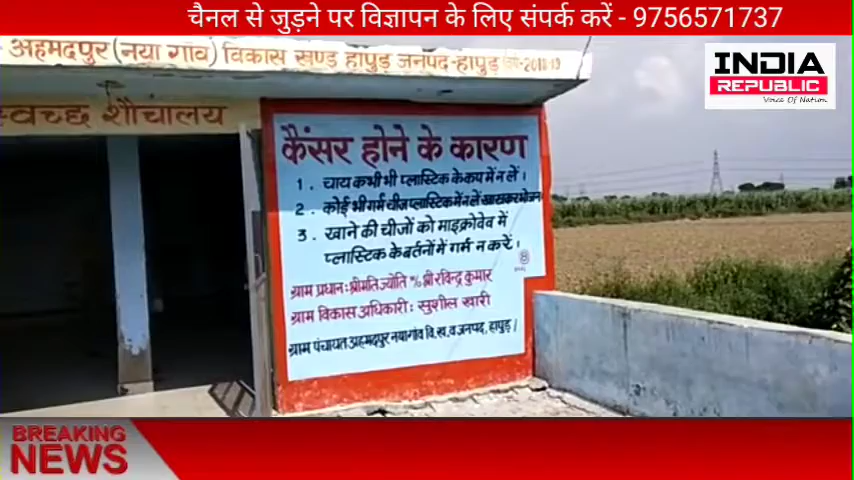 चैनल से जुड़ने पर विज्ञापन के लिए संपर्क करें - 9756571737
अहमदपुर (नया गाँव) विकास खण्ड हापुड़ जनपद-हापुड़
INDIA
REPUBLIC
Voice Of Nation
स्वच्छ शौचालय
कैंसर होने के कारण
1 . चाय कभी भी प्लास्टिक के कप में न लें ।
2 . कोई भी गर्म चीज प्लास्टिक में न लें खासकर भोजन
3 . खाने की चीजों को माइक्रोवेव में
प्लास्टिक के बर्तनों में गर्म न करें ।
ग्राम प्रधान : श्रीमति ज्योति % श्री रविन्द्र कुमार
ग्राम विकास अधिकारी : सुशील खारी
ग्राम पंचायत अहमदपुर नयागाँव वि.ख. व जनपद, हापुड़ ।
BREAKING
NEWS